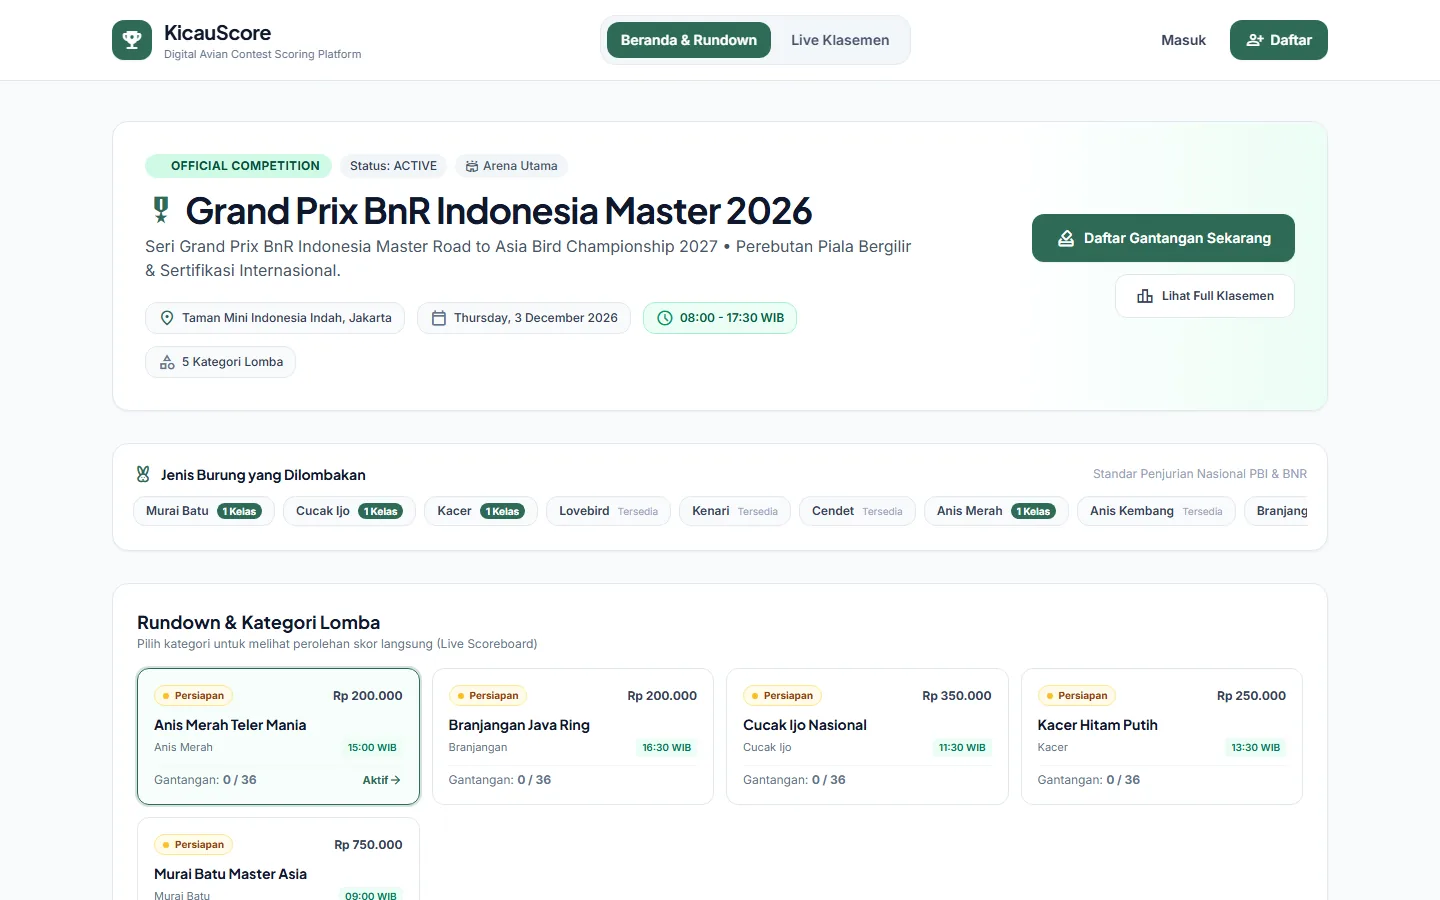 KicauScore
Digital Avian Contest Scoring Platform
Beranda & Rundown
Live Klasemen
Masuk
Daftar
OFFICIAL COMPETITION
Status: ACTIVE
Arena Utama
Grand Prix BnR Indonesia Master 2026
Seri Grand Prix BnR Indonesia Master Road to Asia Bird Championship 2027 • Perebutan Piala Bergilir
& Sertifikasi Internasional.
Taman Mini Indonesia Indah, Jakarta
Thursday, 3 December 2026
08:00 - 17:30 WIB
5 Kategori Lomba
Daftar Gantangan Sekarang
Lihat Full Klasemen
Jenis Burung yang Dilombakan
Standar Penjurian Nasional PBI & BNR
Murai Batu 1 Kelas
Cucak Ijo 1 Kelas
Kacer 1 Kelas
Lovebird Tersedia
Kenari Tersedia
Cendet Tersedia
Anis Merah 1 Kelas
Anis Kembang Tersedia
Branjang
Rundown & Kategori Lomba
Pilih kategori untuk melihat perolehan skor langsung (Live Scoreboard)
Persiapan Rp 200.000
Anis Merah Teler Mania
Anis Merah 15:00 WIB
Gantangan: 0 / 36 Aktif →
Persiapan Rp 200.000
Branjangan Java Ring
Branjangan 16:30 WIB
Gantangan: 0 / 36
Persiapan Rp 350.000
Cucak Ijo Nasional
Cucak Ijo 11:30 WIB
Gantangan: 0 / 36
Persiapan Rp 250.000
Kacer Hitam Putih
Kacer 13:30 WIB
Gantangan: 0 / 36
Persiapan Rp 750.000
Murai Batu Master Asia
Murai Batu 09:00 WIB